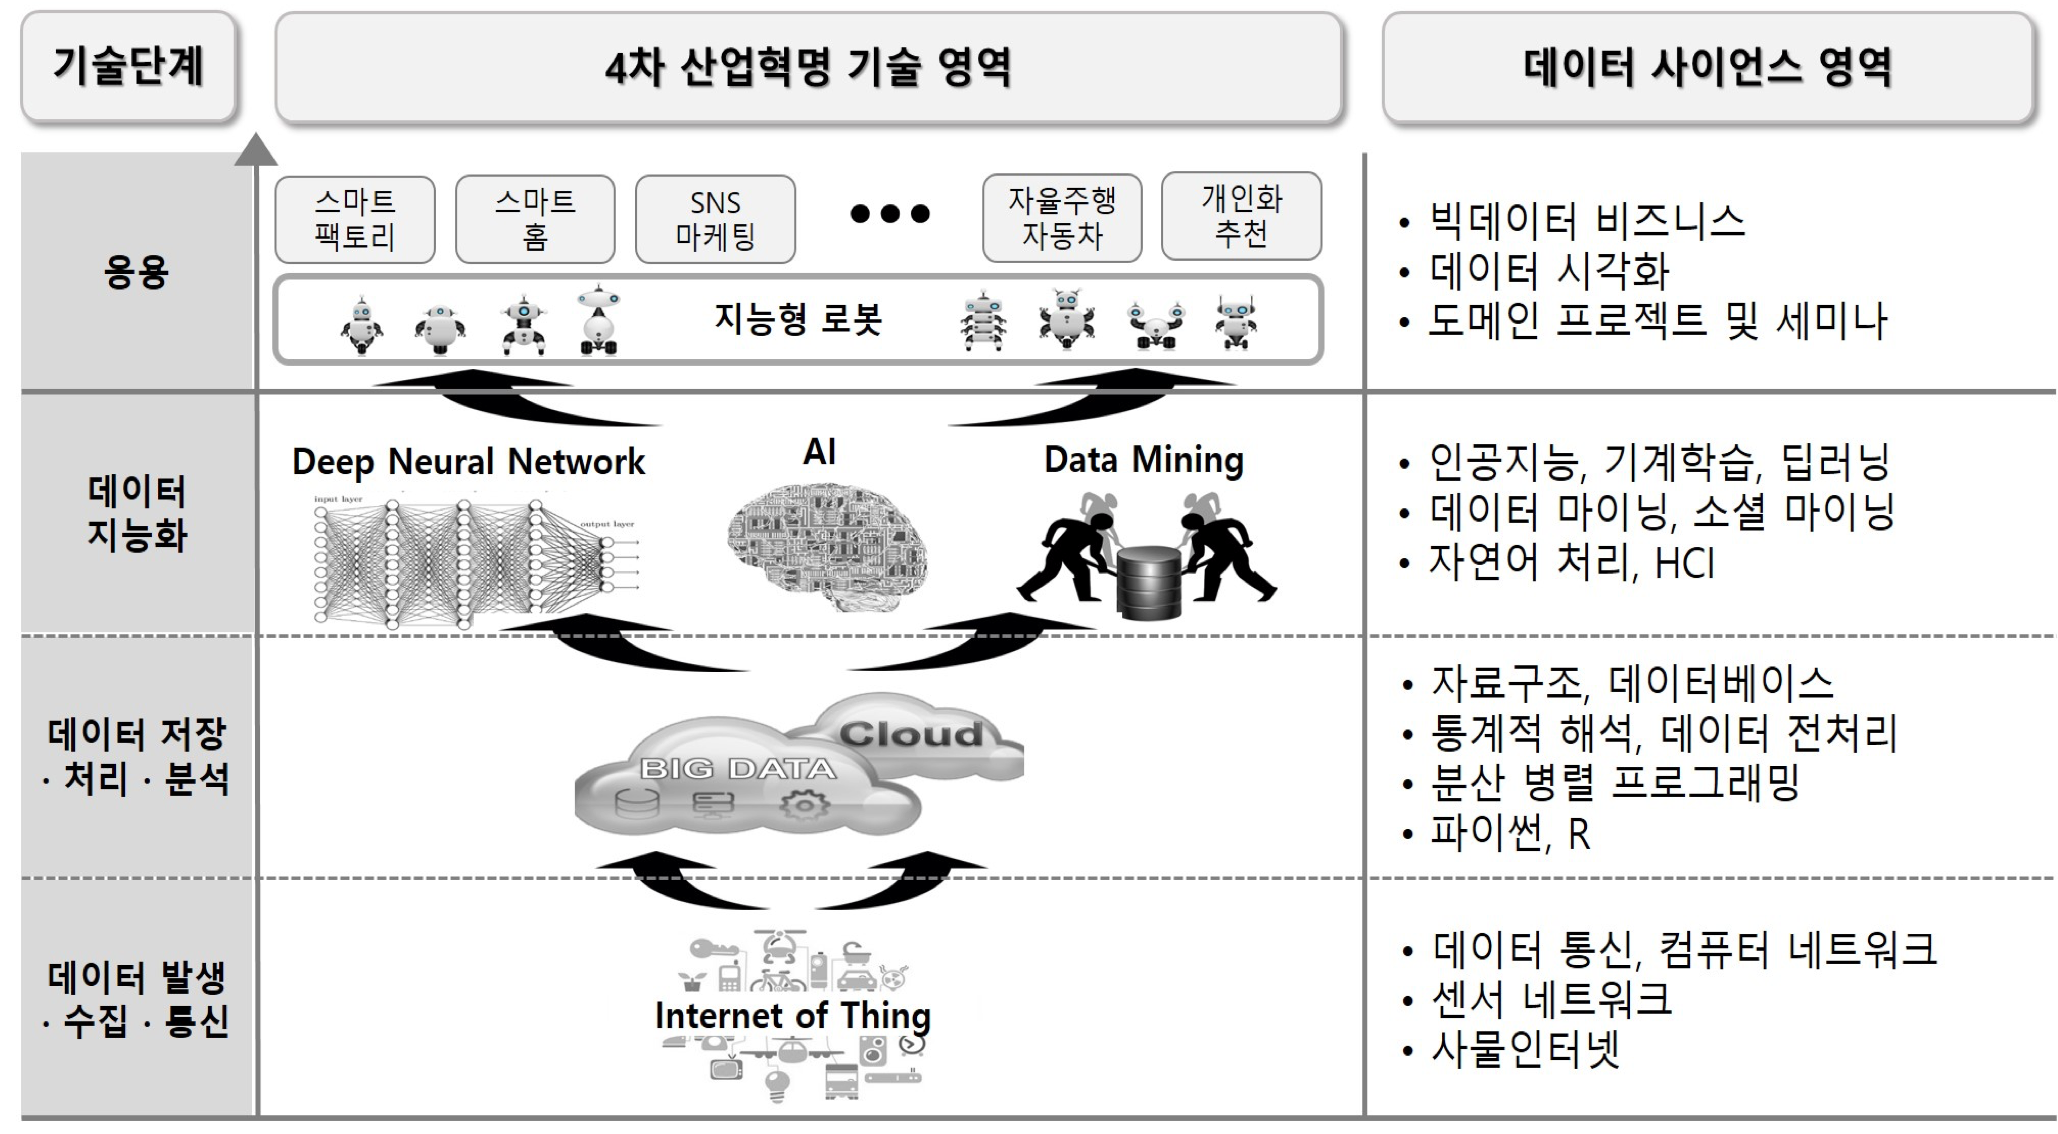 기술단계
4차 산업혁명 기술 영역
데이터 사이언스 영역
응용
스마트
팩토리
스마트
홈
SNS
마케팅
●●●
자율주행
자동차
개인화
추천
지능형 로봇
• 빅데이터 비즈니스
• 데이터 시각화
• 도메인 프로젝트 및 세미나
데이터
지능화
Deep Neural Network
input layer
output layer
AI
Data Mining
• 인공지능, 기계학습, 딥러닝
• 데이터 마이닝, 소셜 마이닝
• 자연어 처리, HCI
데이터 저장
· 처리 · 분석
Cloud
BIG DATA
• 자료구조, 데이터베이스
• 통계적 해석, 데이터 전처리
• 분산 병렬 프로그래밍
• 파이썬, R
데이터 발생
· 수집 · 통신
Internet of Thing
• 데이터 통신, 컴퓨터 네트워크
• 센서 네트워크
• 사물인터넷